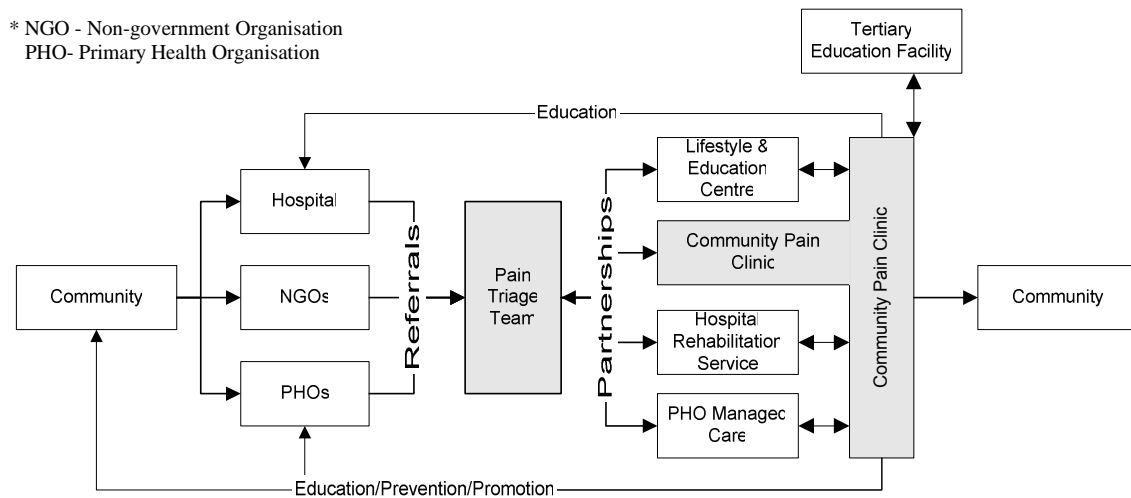 * NGO - Non-government Organisation
PHO- Primary Health Organisation
Tertiary
Education Facility
Education
Hospital
Lifestyle &
Education
Centre
Community
NGOs
PHOs
Referrals
Pain
Triage
Team
Partnerships
Community Pain
Clinic
Hospital
Rehabilitation
Service
PHO Managed
Care
Community Pain Clinic
Community
Education/Prevention/Promotion